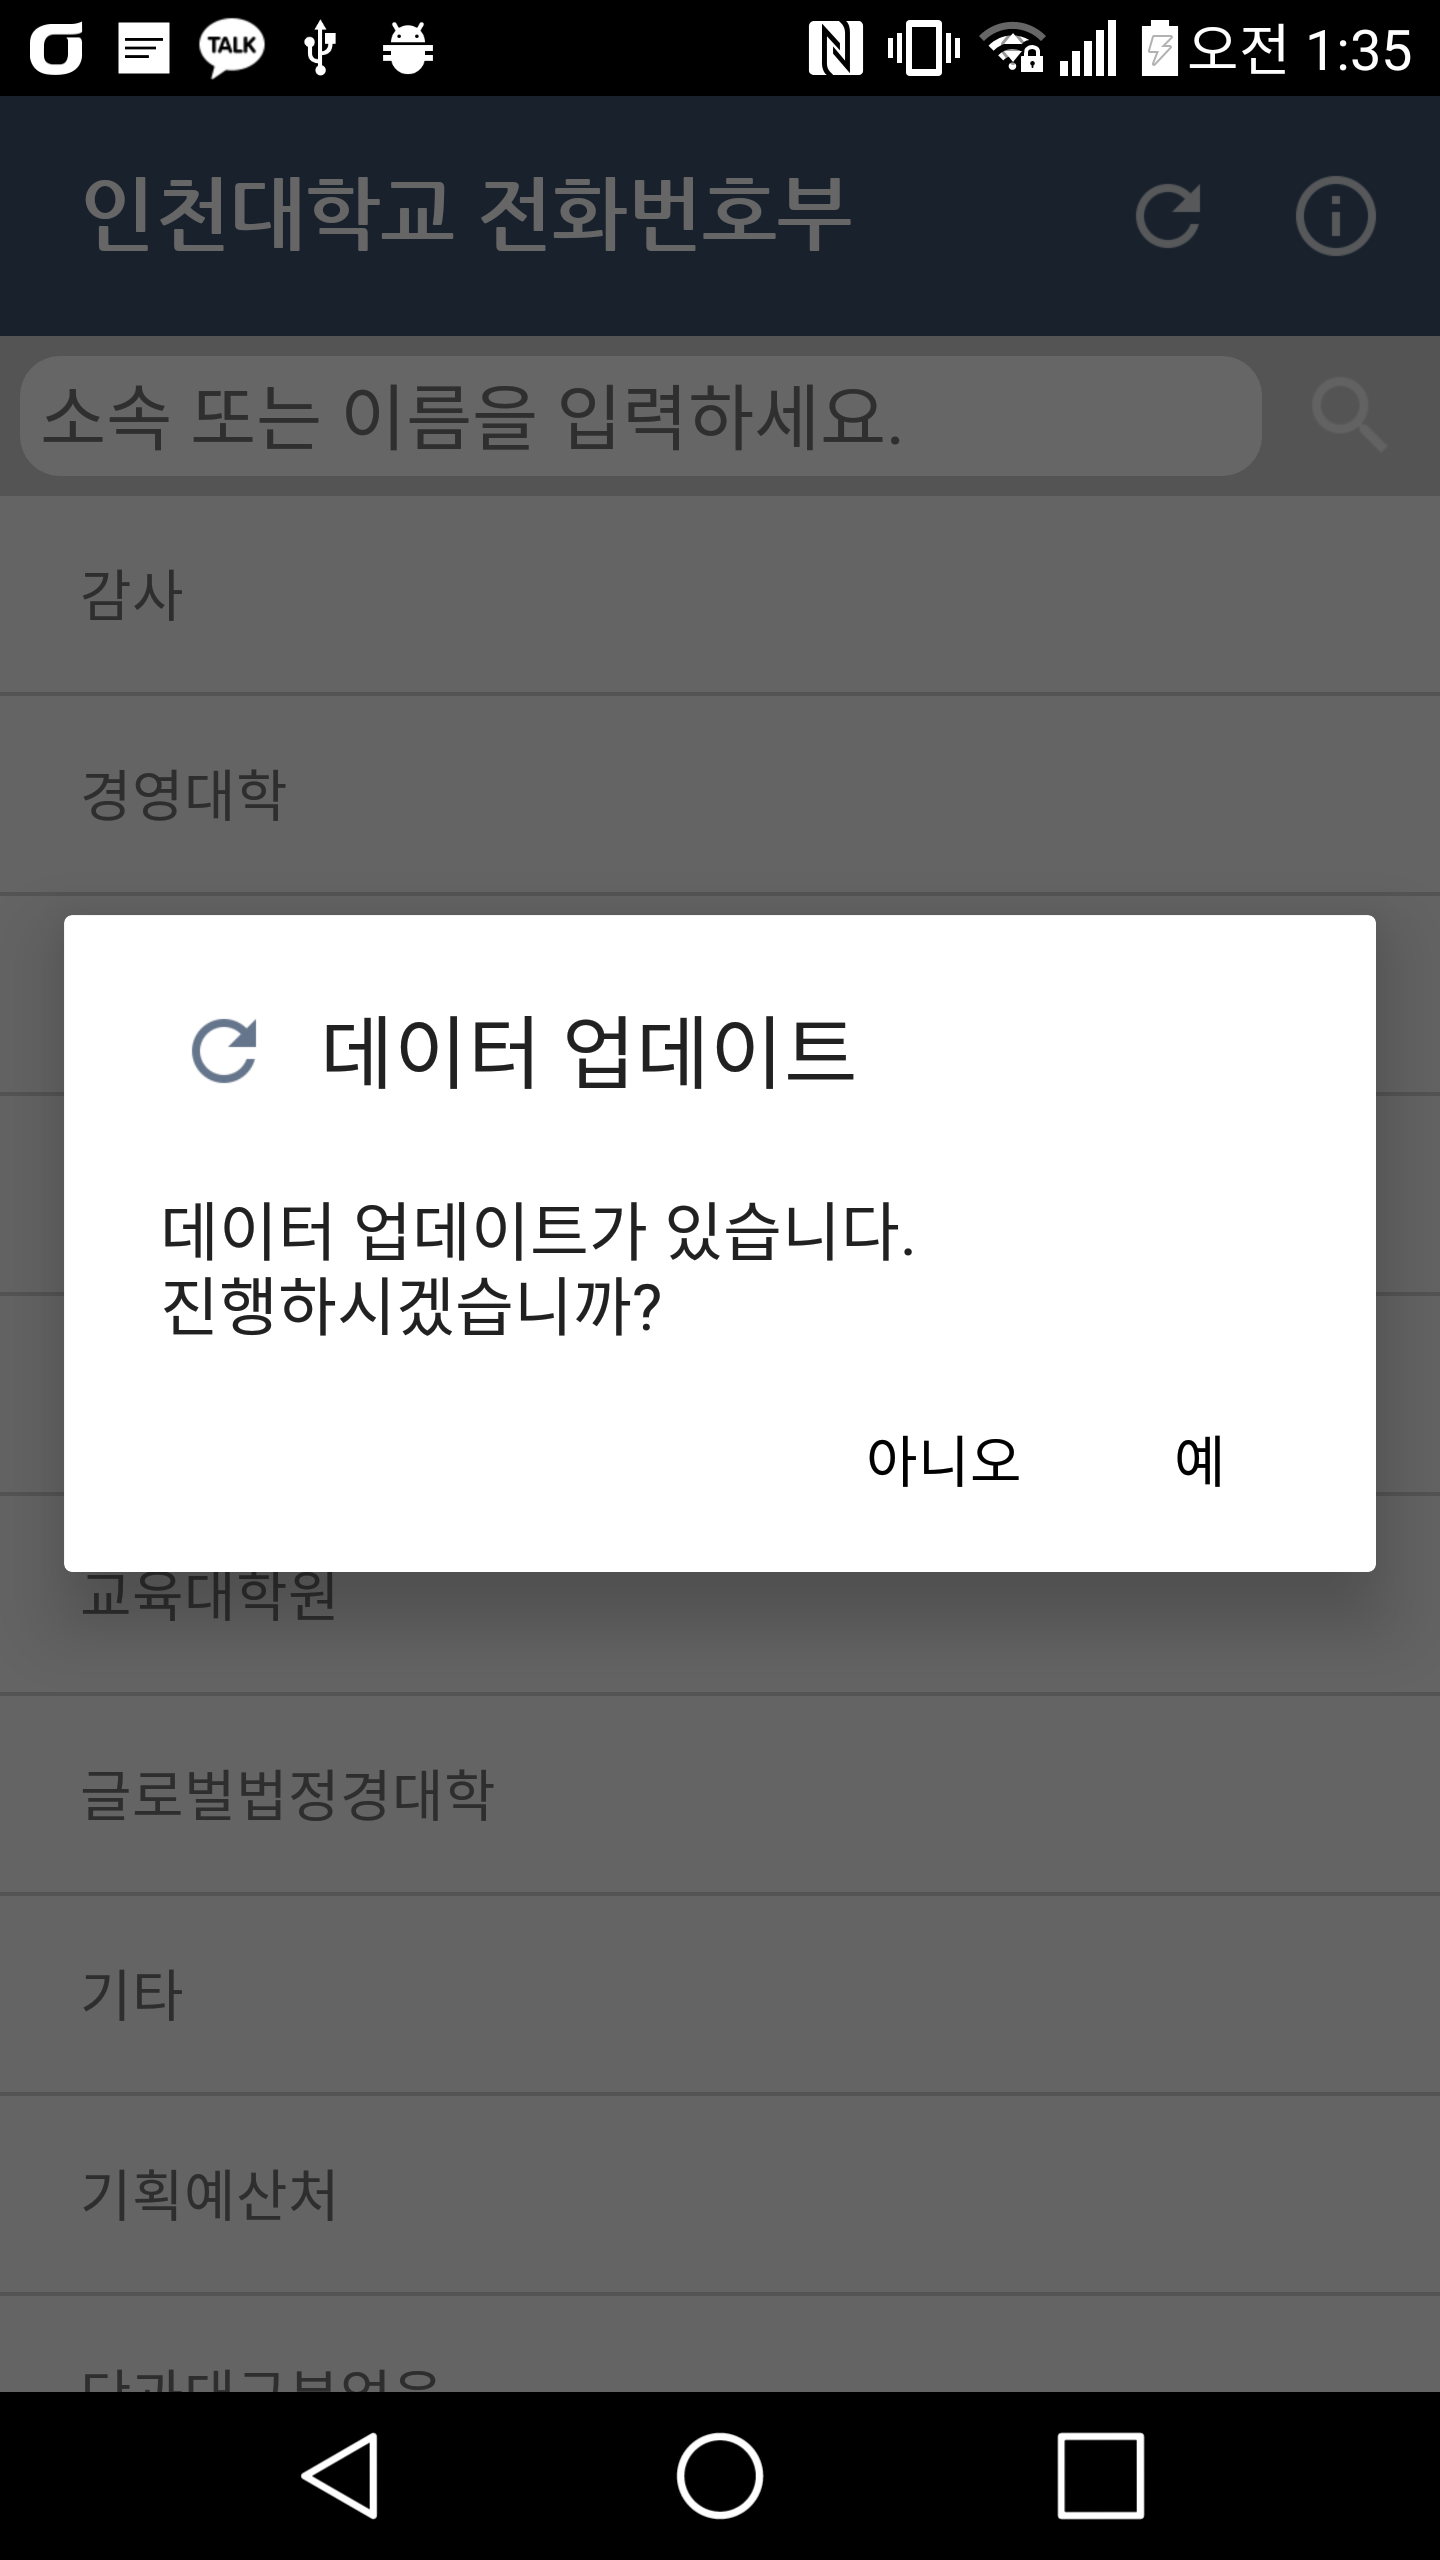 TALK
오전 1:35
인천대학교 전화번호부
소속 또는 이름을 입력하세요.
감사
경영대학
데이터 업데이트
데이터 업데이트가 있습니다.
진행하시겠습니까?
아니오 예
교육대학원
글로벌법정경대학
기타
기획예산처